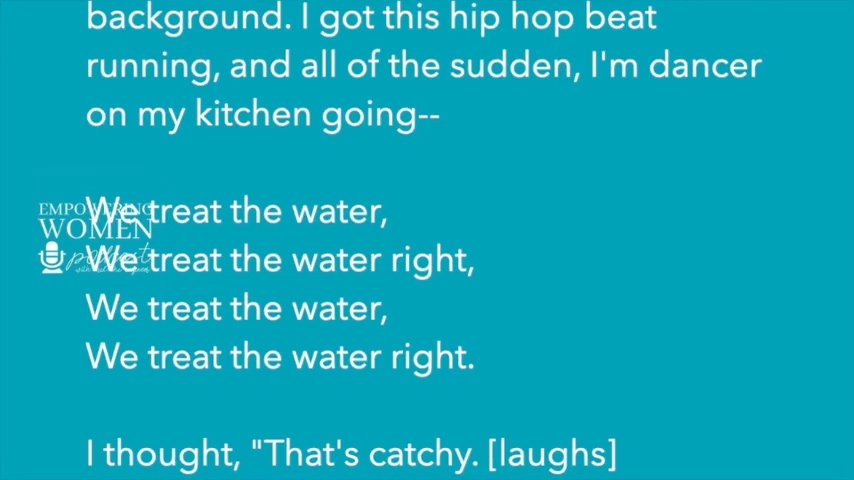 background. I got this hip hop beat
running, and all of the sudden, I'm dancer
on my kitchen going--
We treat the water,
We treat the water right,
We treat the water,
We treat the water right.
I thought, "That's catchy. [laughs]
EMPOWERING
WOMEN
podcast